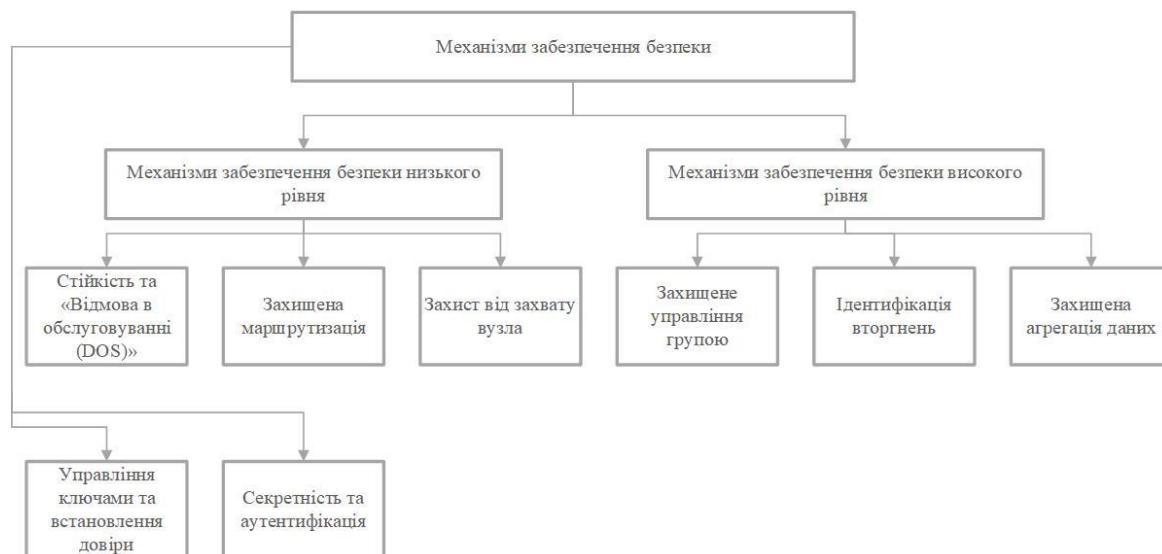 Механізми забезпечення безпеки
Механізми забезпечення безпеки низького
рівня
Механізми забезпечення безпеки високого
рівня
Стійкість та
«Відмова в
обслуговуванні
(DOS)»
Захищена
маршрутизація
Захист від захвату
вузла
Захищене
управління
групою
Ідентифікація
вторгнень
Захищена
агрегація даних
Управління
ключами та
встановлення
довіри
Секретність та
аутентифікація